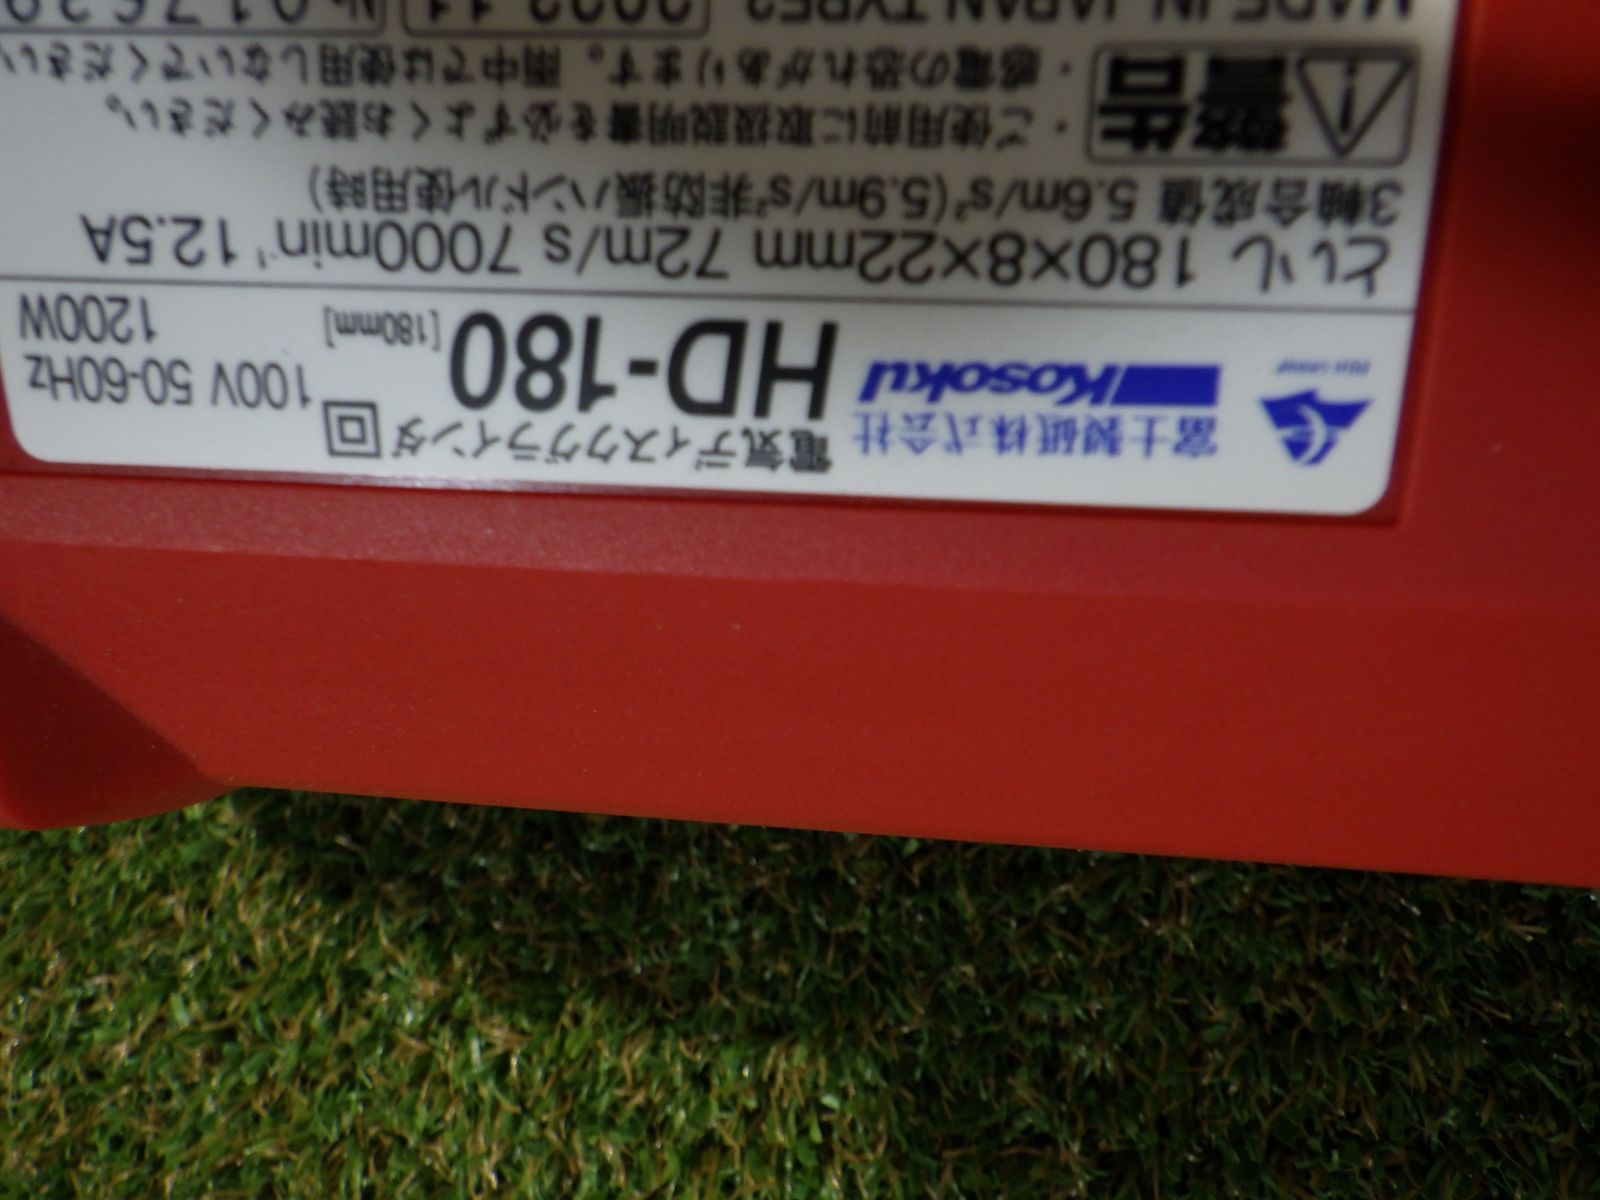 FUJI GROUP
富士製砥株式会社
Kosoku
電気ディスクグラインダ
HD-180 [180mm]
100V 50-60Hz
1200W
といし 180×8×22mm 72m/s 7000min⁻¹ 12.5A
3軸合成値 5.6m/s²(5.9m/s²非防振ハンドル使用時)
警告
・ご使用前に取扱説明書を必ずよくお読みください。
・感電の恐れがあります。雨中では使用しないでください
MADE IN JAPAN TYPE2
2022.11